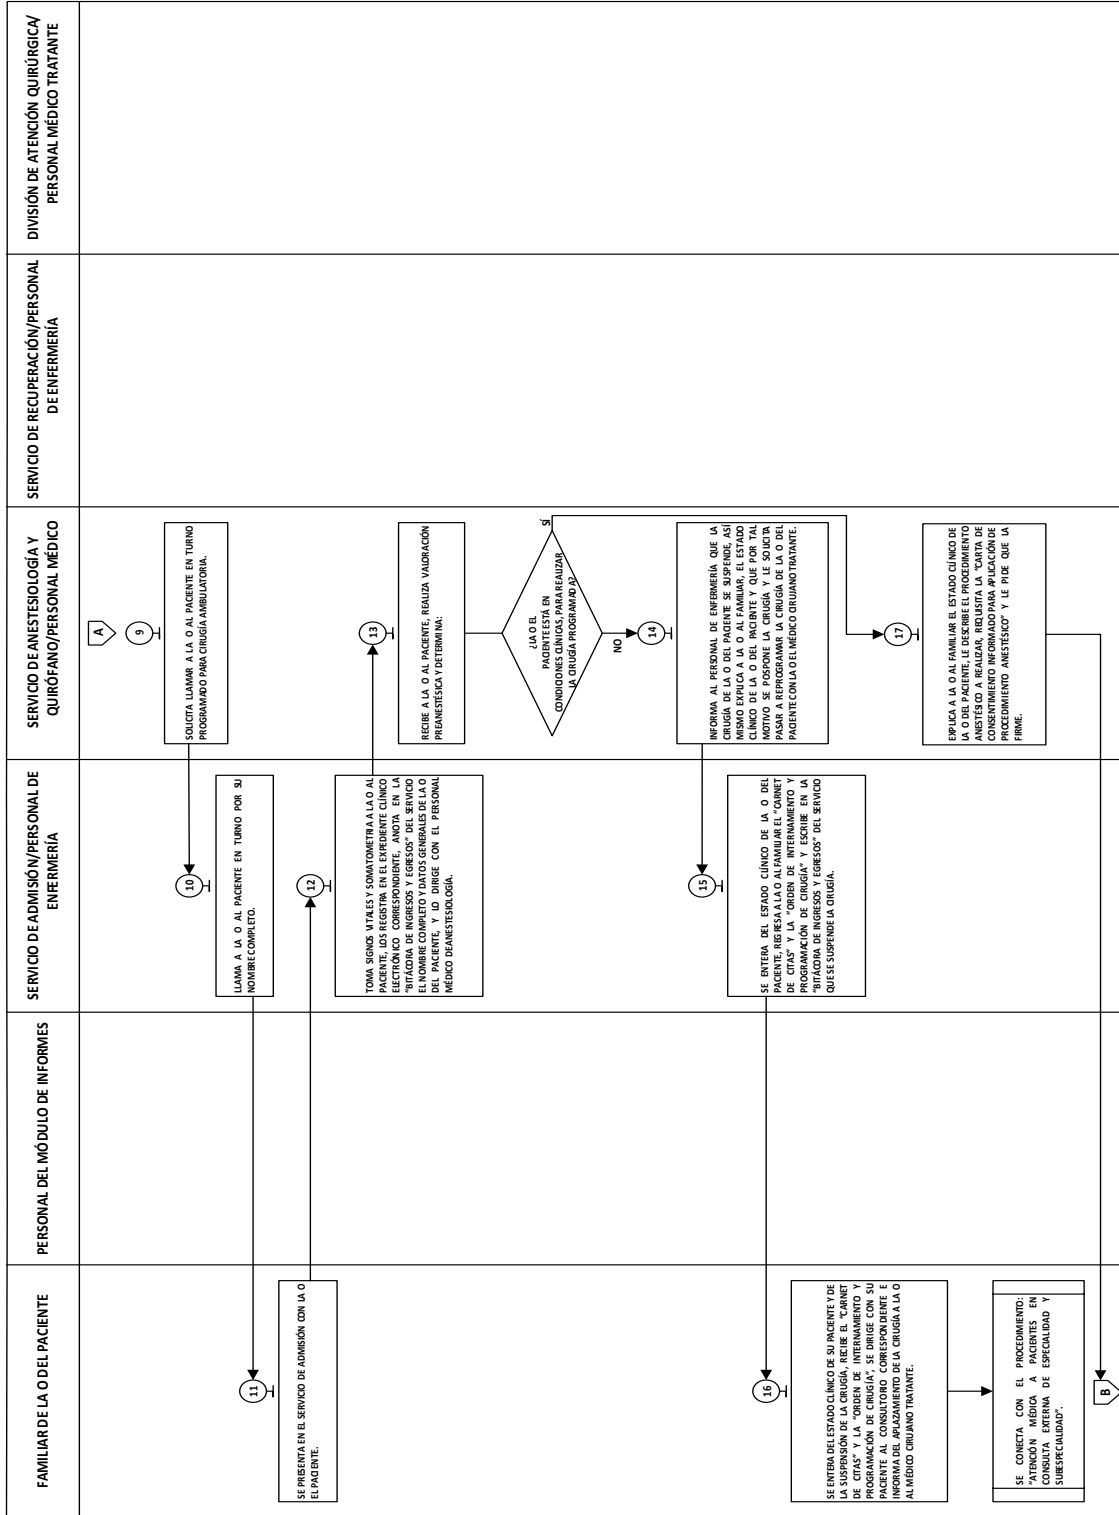 FAMILIAR DE LA O DEL PACIENTE
PERSONAL DEL MÓDULO DE INFORMES
SERVICIO DE ADMISIÓN/PERSONAL DE
ENFERMERÍA
SERVICIO DE ANESTESIOLOGÍA Y
QUIRÓFANO/PERSONAL MÉDICO
SERVICIO DE RECUPERACIÓN/PERSONAL
DE ENFERMERÍA
DIVISIÓN DE ATENCIÓN QUIRÚRGICA/
PERSONAL MÉDICO TRATANTE
A
9
SOLICITA LLAMAR A LA O AL PACIENTE EN TURNO
PROGRAMADO PARA CIRUGÍA AMBULATORIA.
10
LLAMA A LA O AL PACIENTE EN TURNO POR SU
NOMBRE COMPLETO.
11
SE PRESENTA EN EL SERVICIO DE ADMISIÓN CON LA O
EL PACIENTE.
12
TOMA SIGNOS VITALES Y SOMATOMETRIA A LA O AL
PACIENTE, LOS REGISTRA EN EL EXPEDIENTE CLÍNICO
ELECTRÓNICO CORRESPONDIENTE, ANOTA EN LA
"BITÁCORA DE INGRESOS Y EGRESOS" DEL SERVICIO
EL NOMBRE COMPLETO Y DATOS GENERALES DE LA O
DEL PACIENTE, Y LO DIRIGE CON EL PERSONAL
MÉDICO DE ANESTESIOLOGÍA.
13
RECIBE A LA O AL PACIENTE, REALIZA VALORACIÓN
PREANESTÉSICA Y DETERMINA:
¿LA O EL
PACIENTE ESTÁ EN
CONDICIONES CLÍNICAS, PARA REALIZAR
LA CIRUGÍA PROGRAMADA?
SÍ
NO
14
INFORMA AL PERSONAL DE ENFERMERÍA QUE LA
CIRUGÍA DE LA O DEL PACIENTE SE SUSPENDE, ASÍ
MISMO EXPLICA A LA O AL FAMILIAR, EL ESTADO
CLÍNICO DE LA O DEL PACIENTE Y QUE POR TAL
MOTIVO SE POSPONE LA CIRUGÍA Y LE SOLICITA
PASAR A REPROGRAMAR LA CIRUGÍA DE LA O DEL
PACIENTE CON LA O EL MÉDICO CIRUJANO TRATANTE.
15
SE ENTERA DEL ESTADO CLÍNICO DE LA O DEL
PACIENTE, REGRESA A LA O AL FAMILIAR EL "CARNET
DE CITAS" Y LA "ORDEN DE INTERNAMIENTO Y
PROGRAMACIÓN DE CIRUGÍA" Y ESCRIBE EN LA
"BITÁCORA DE INGRESOS Y EGRESOS" DEL SERVICIO
QUE SE SUSPENDE LA CIRUGÍA.
16
SE ENTERA DEL ESTADO CLÍNICO DE SU PACIENTE Y DE
LA SUSPENSIÓN DE LA CIRUGÍA, RECIBE EL "CARNET
DE CITAS" Y LA "ORDEN DE INTERNAMIENTO Y
PROGRAMACIÓN DE CIRUGÍA", SE DIRIGE CON SU
PACIENTE AL CONSULTORIO CORRESPONDIENTE E
INFORMA DEL APLAZAMIENTO DE LA CIRUGÍA A LA O
AL MÉDICO CIRUJANO TRATANTE.
SE CONECTA CON EL PROCEDIMIENTO:
"ATENCIÓN MÉDICA A PACIENTES EN
CONSULTA EXTERNA DE ESPECIALIDAD Y
SUBESPECIALIDAD".
17
EXPLICA A LA O AL FAMILIAR EL ESTADO CLÍNICO DE
LA O DEL PACIENTE, LE DESCRIBE EL PROCEDIMIENTO
ANESTÉSICO A REALIZAR, REQUISITA LA "CARTA DE
CONSENTIMIENTO INFORMADO PARA APLICACIÓN DE
PROCEDIMIENTO ANESTÉSICO" Y LE PIDE QUE LA
FIRME.
B